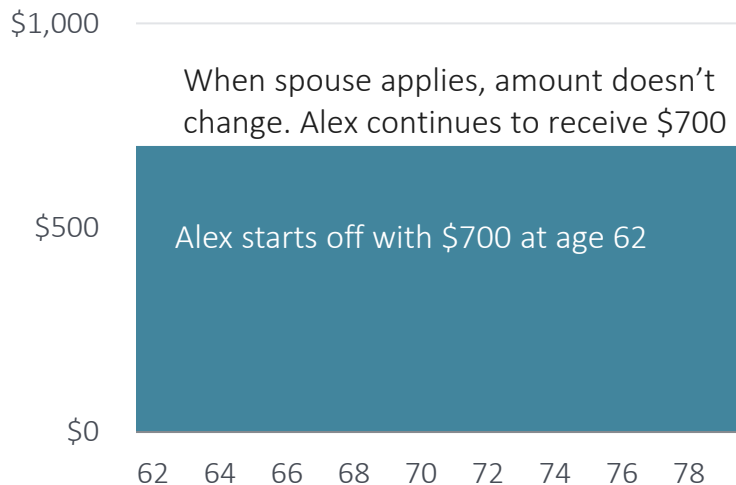 $1,000
When spouse applies, amount doesn’t
change. Alex continues to receive $700
$500
Alex starts off with $700 at age 62
$0
62 64 66 68 70 72 74 76 78